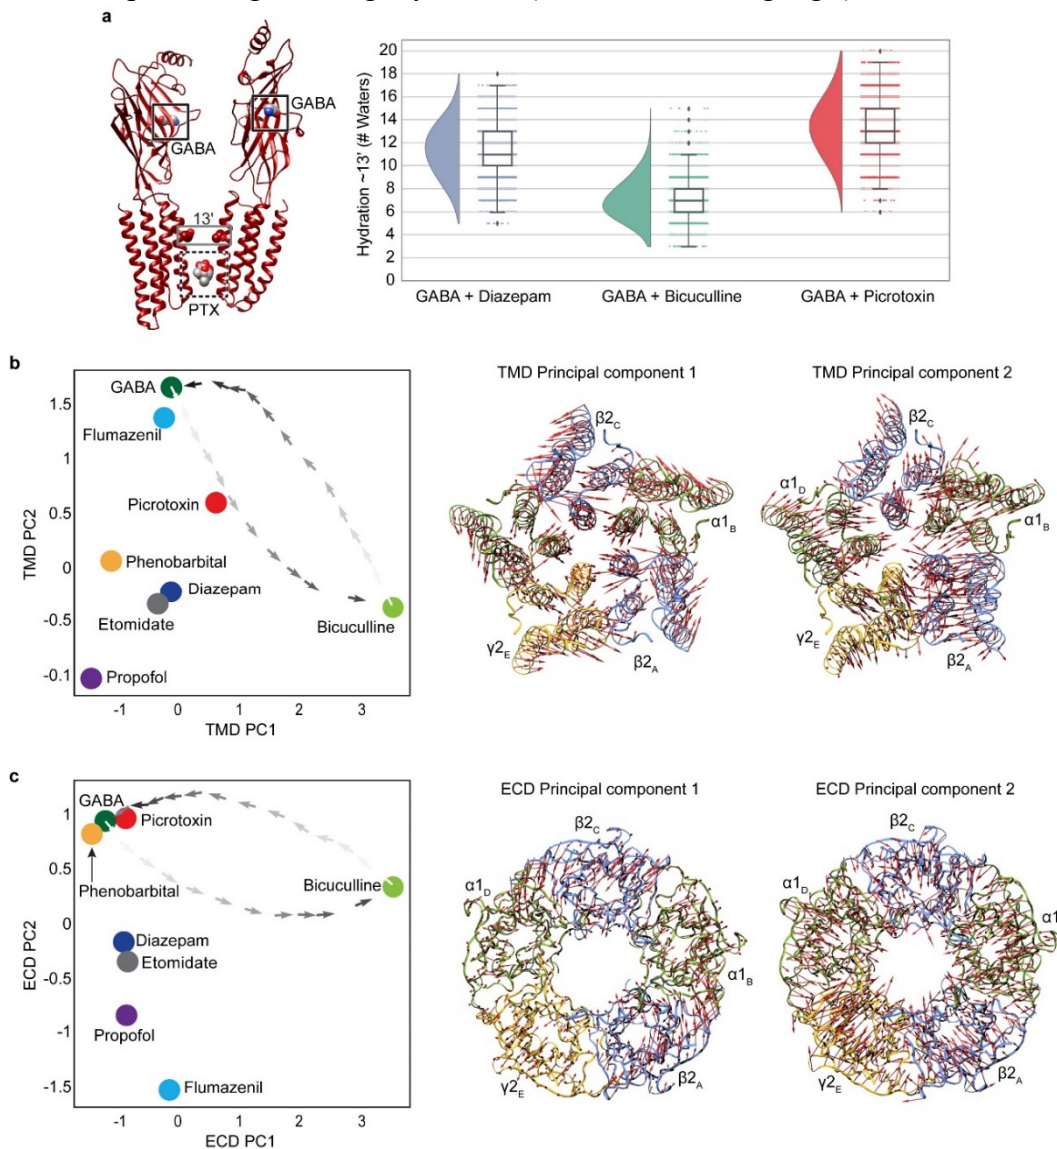 a
GABA
GABA
13'
PTX
Hydration ~13' (# Waters)
20
18
16
14
12
10
8
6
4
2
0
GABA + Diazepam
GABA + Bicuculline
GABA + Picrotoxin
b
TMD PC2
1.5
1
0.5
0
-0.5
-0.1
GABA
Flumazenil
Picrotoxin
Phenobarbital
Diazepam
Etomidate
Bicuculline
Propofol
-1 0 1 2 3
TMD PC1
TMD Principal component 1
β2C
α1B
γ2E
β2A
TMD Principal component 2
β2C
α1D
α1B
γ2E
β2A
c
ECD PC2
1
0.5
0
-0.5
-1
-1.5
GABA
Picrotoxin
Phenobarbital
Bicuculline
Diazepam
Etomidate
Propofol
Flumazenil
-1 0 1 2 3
ECD PC1
ECD Principal component 1
β2C
α1D
α1B
γ2E
β2A
ECD Principal component 2
β2C
α1D
α1
γ2E
β2A